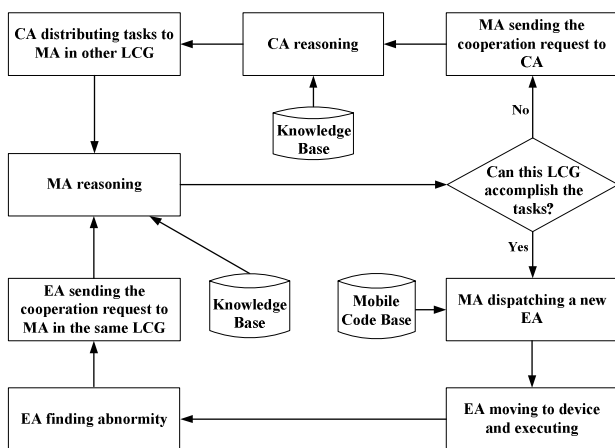 CA distributing tasks to
MA in other LCG
CA reasoning
MA sending the
cooperation request to
CA
Knowledge
Base
No
MA reasoning
Can this LCG
accomplish the
tasks?
Yes
EA sending the
cooperation request to
MA in the same LCG
Knowledge
Base
Mobile
Code Base
MA dispatching a new
EA
EA finding abnormity
EA moving to device
and executing